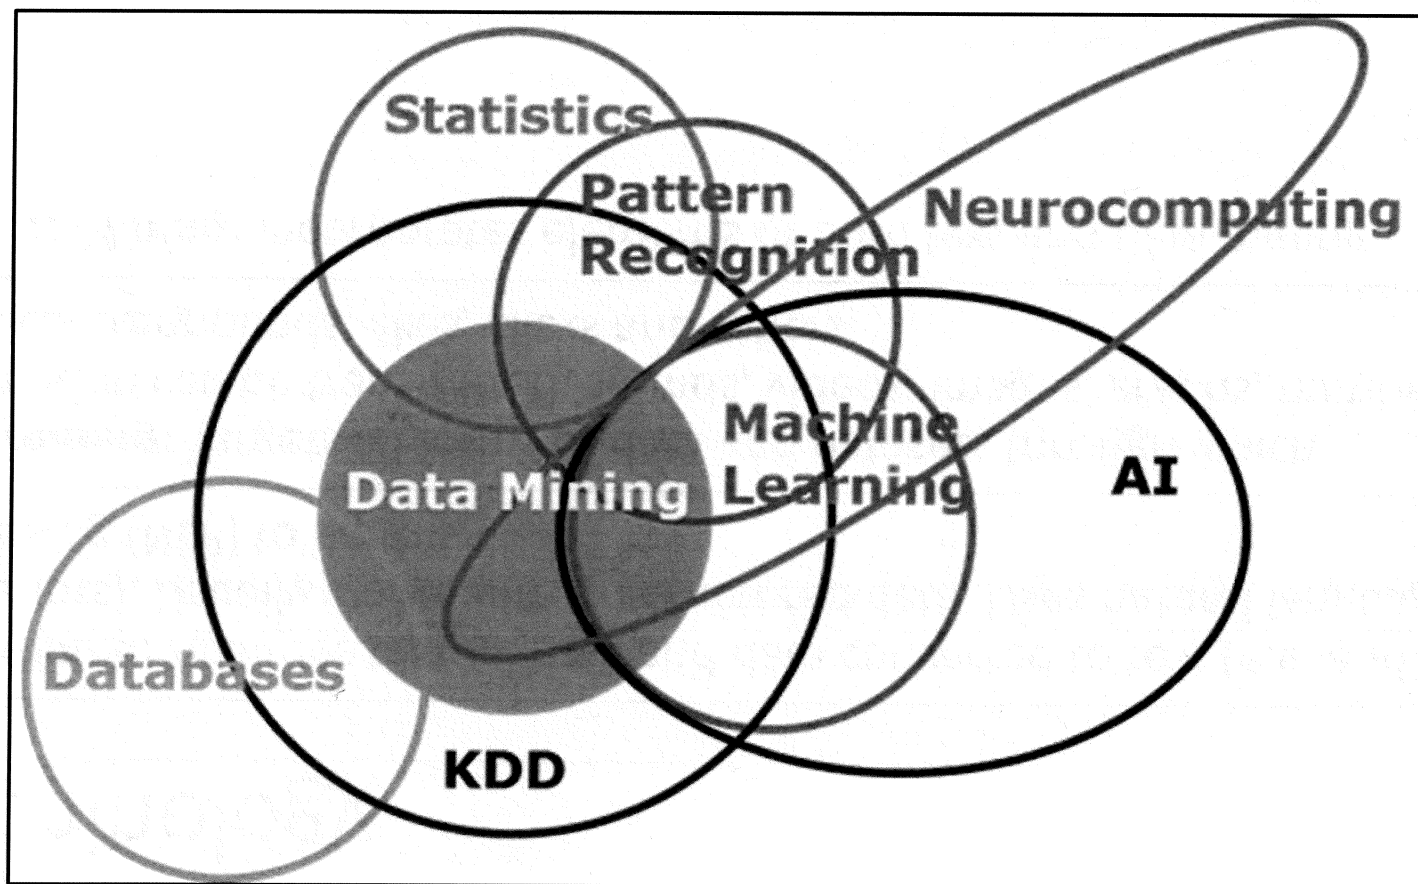 Statistics
Pattern
Recognition
Neurocomputing
Machine
Learning
AI
Data Mining
Databases
KDD